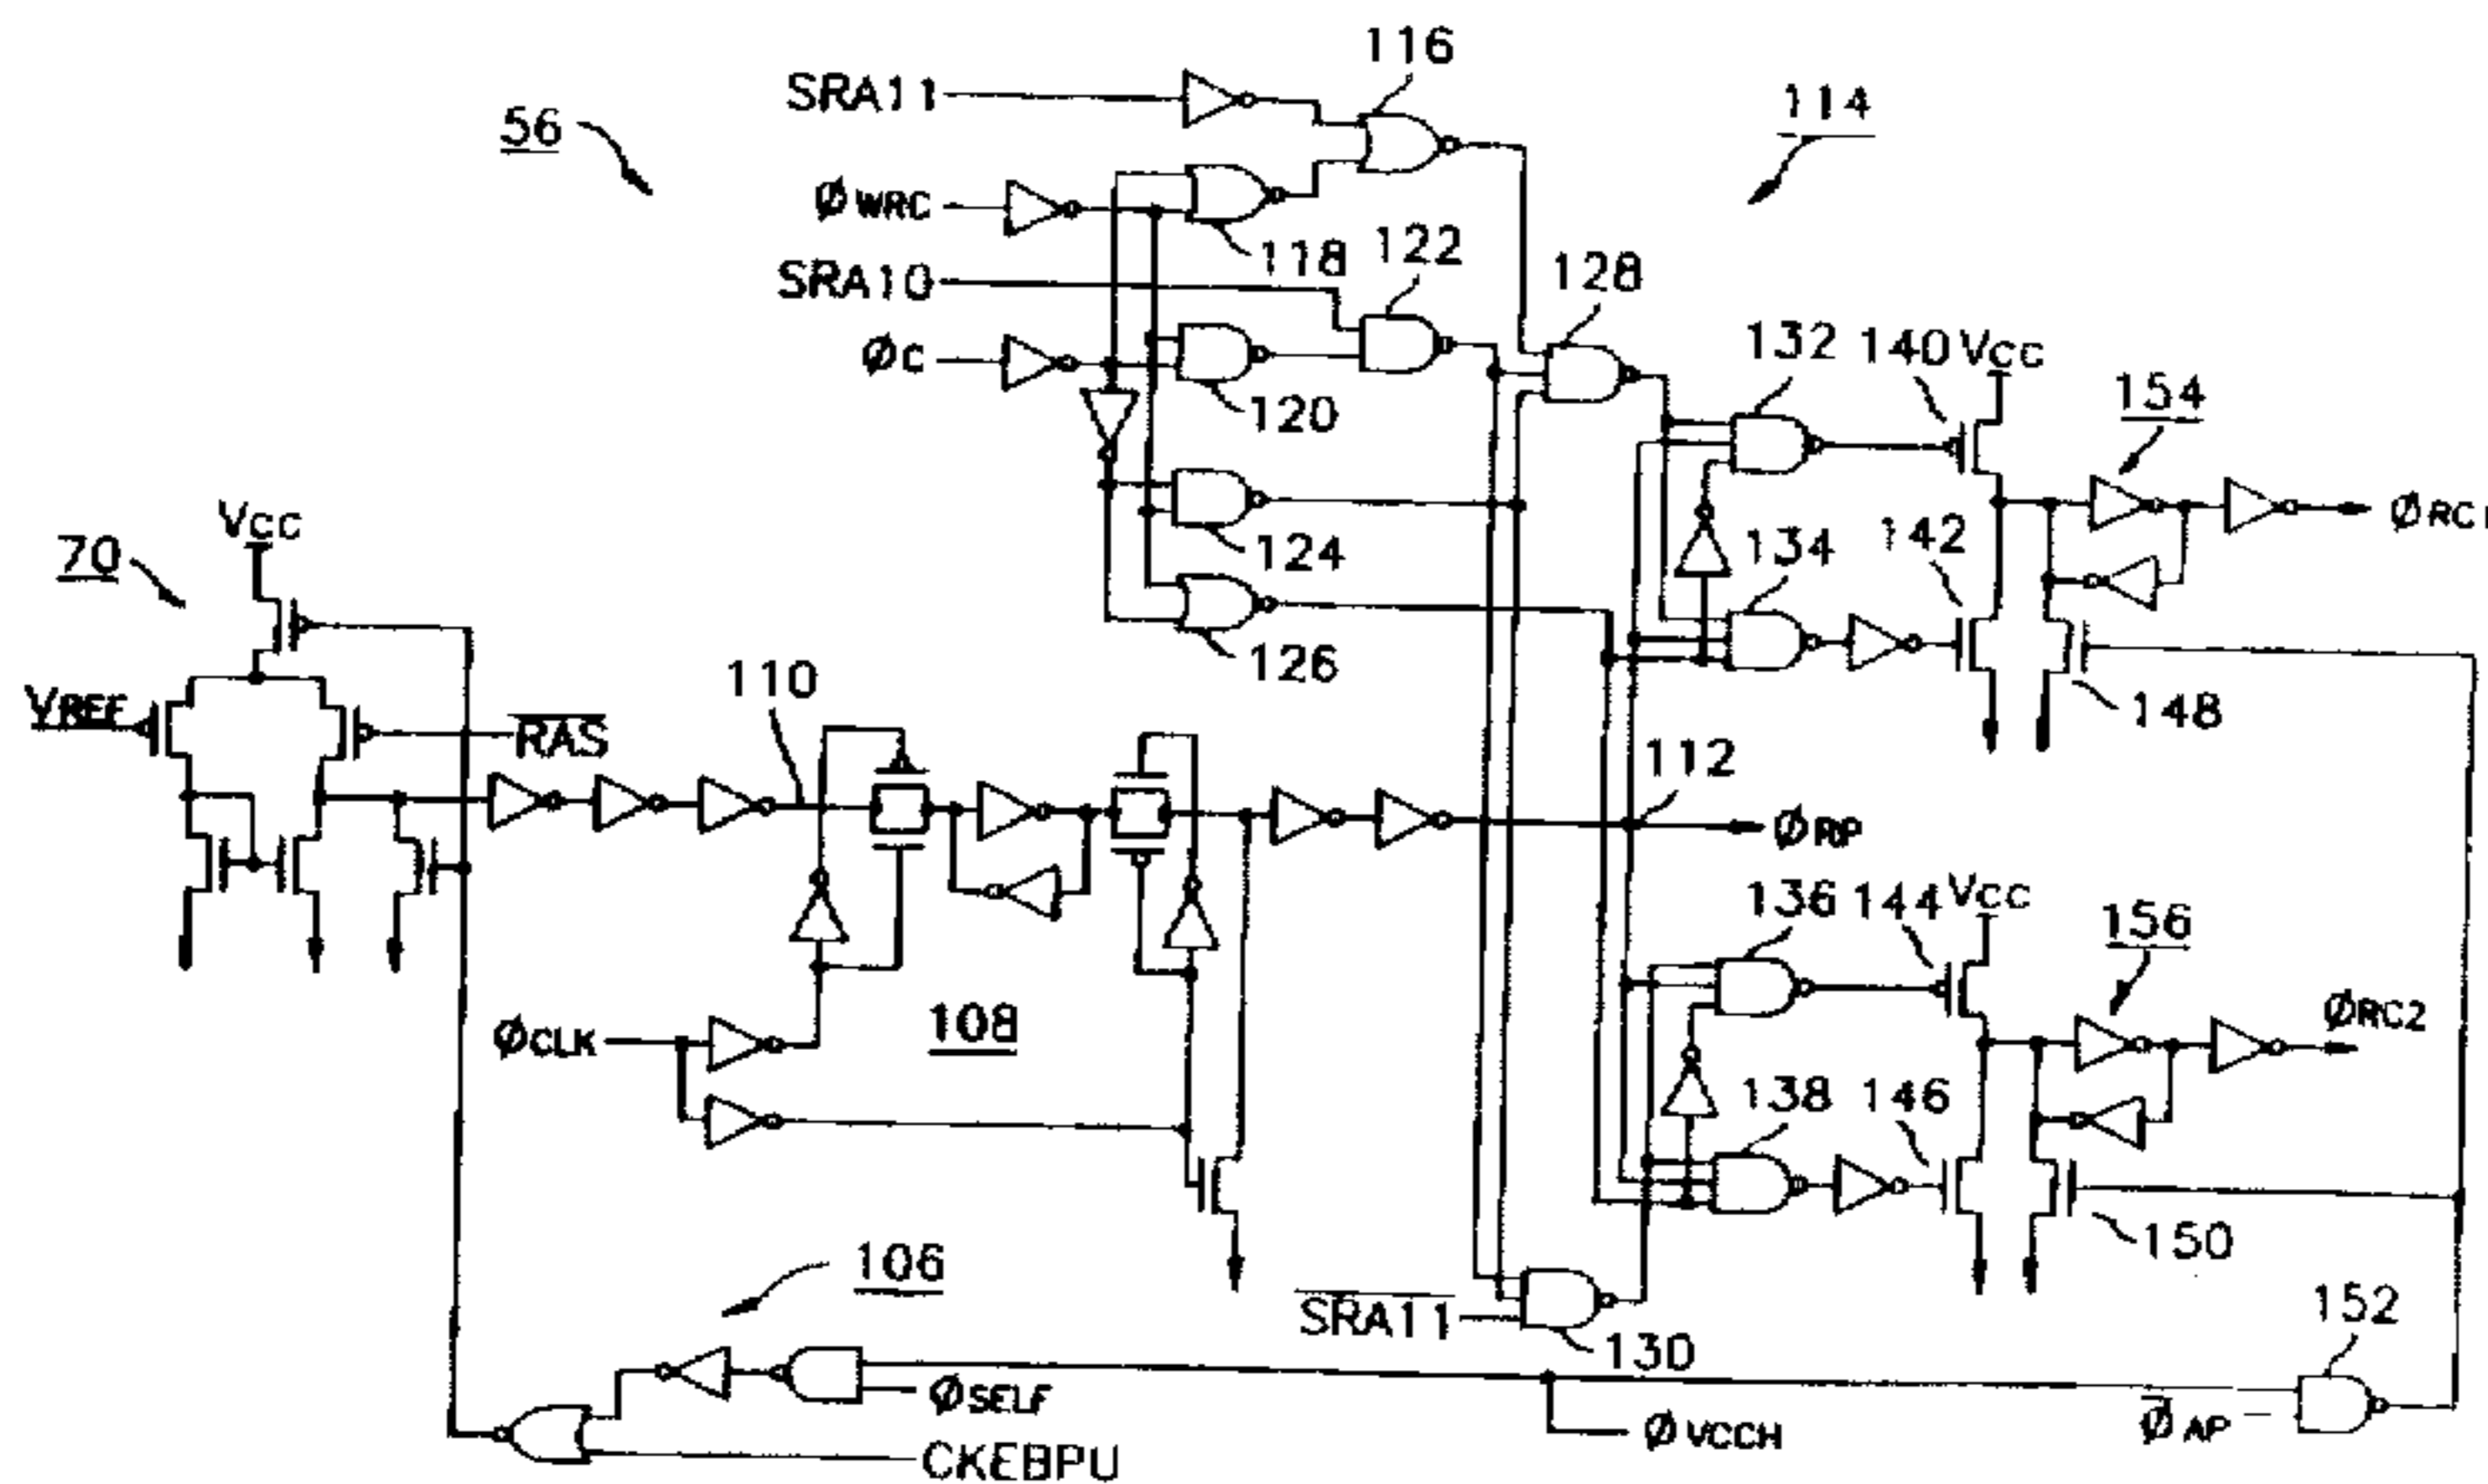 116
SRA11
114
56
ØWRC
118
122
SRA10
128
ØC
120
132
140
VCC
154
124
134
142
ØRC1
VCC
70
126
148
110
VREF
RAS
112
ØRP
136
144
VCC
156
108
ØCLK
ØRC2
138
146
150
106
SRA11
130
152
ØSELF
ØVCCH
ØAP
CKEBPU